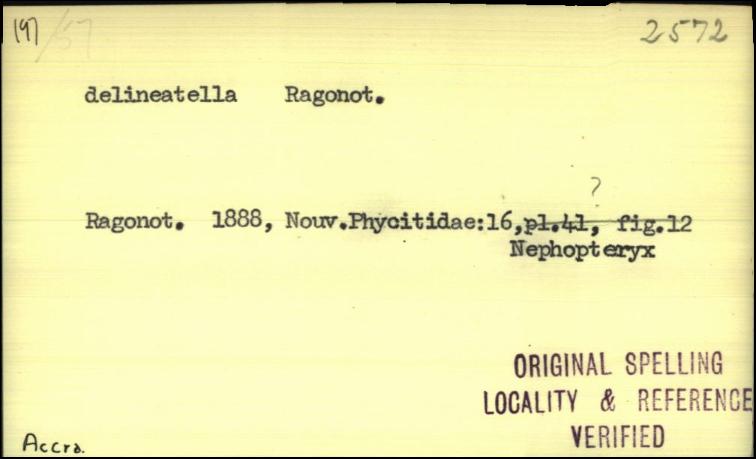 197/57 2572
delineatella Ragonot.
?
Ragonot. 1888, Nouv.Phycitidae:16,pl.41, fig.12
Nephopteryx
ORIGINAL SPELLING
LOCALITY & REFERENCE
VERIFIED
Accra.